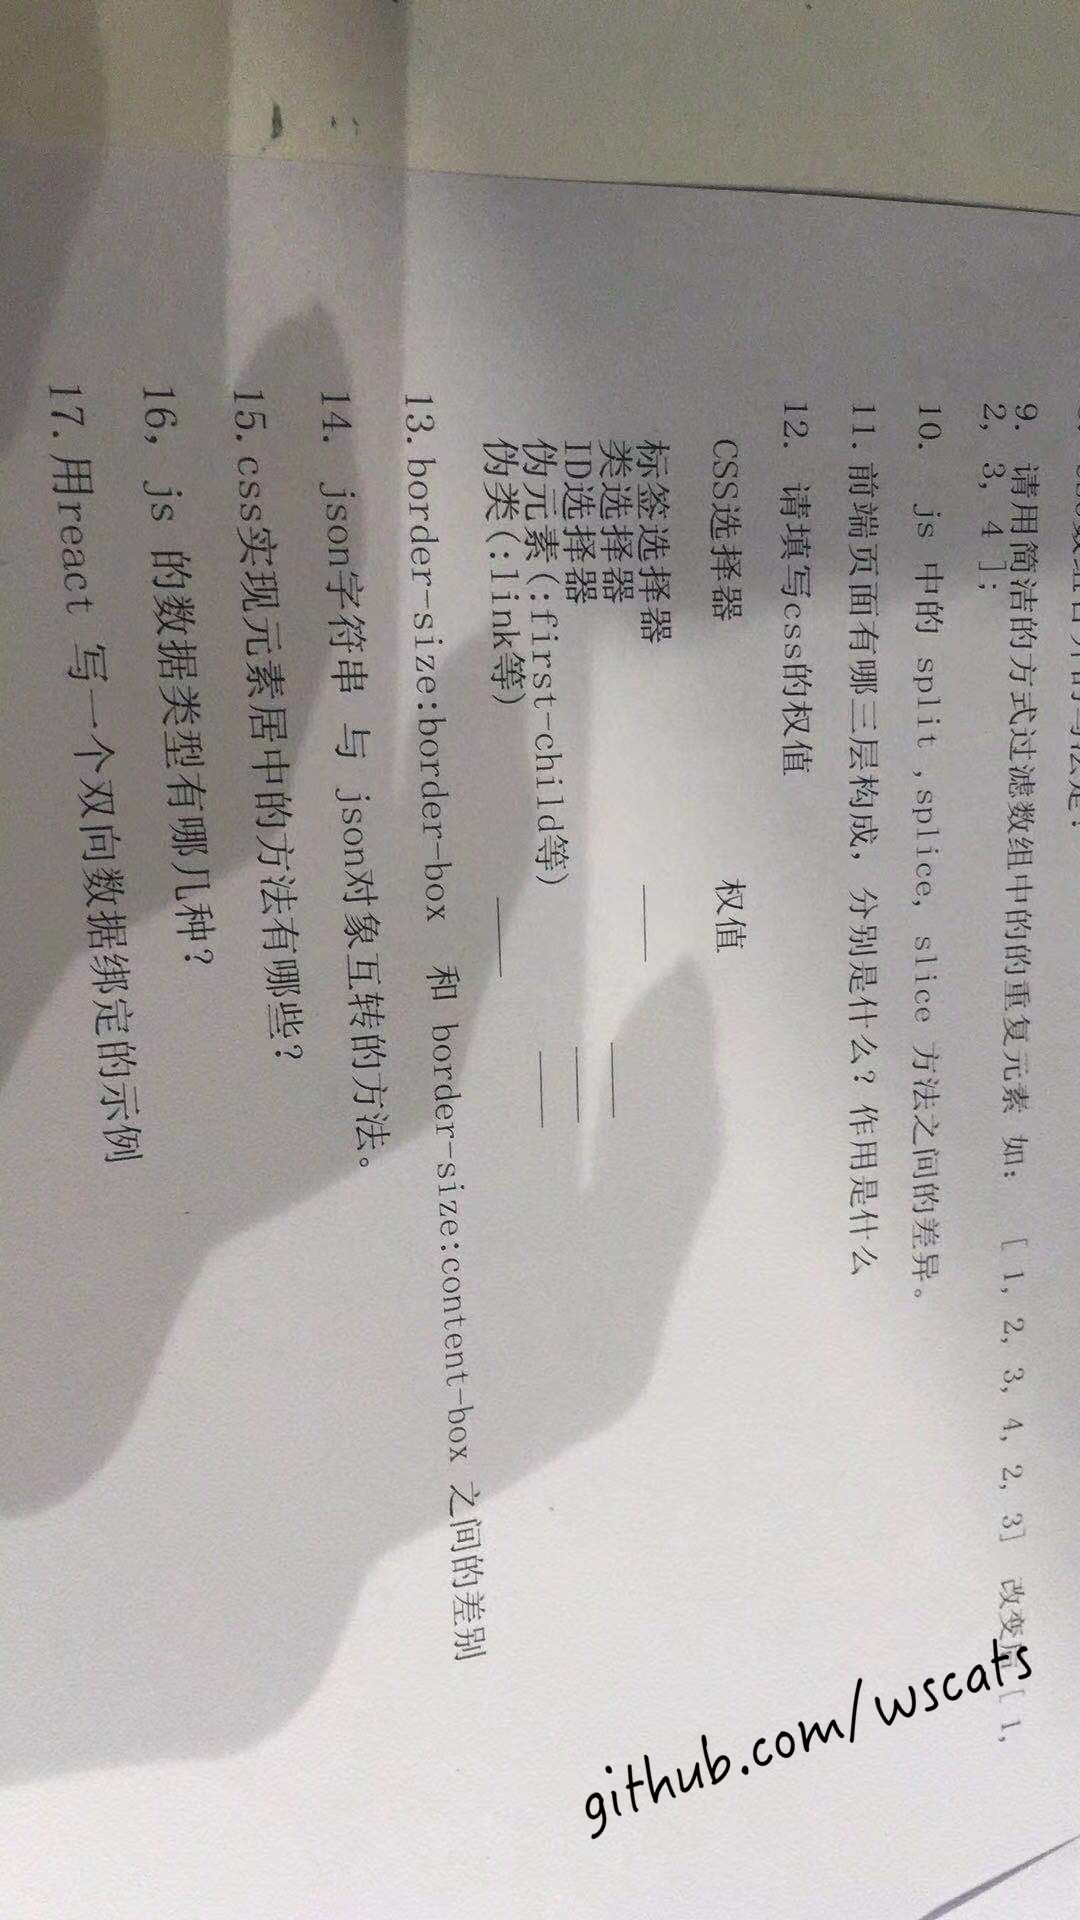 9. 请用简洁的方式过滤数组中的的重复元素 如： [ 1, 2, 3, 4, 2, 3] 改变后[ 1,
2, 3, 4 ];
10. js 中的 split ,splice, slice 方法之间的差异。
11.前端页面有哪三层构成，分别是什么？作用是什么
12. 请填写css的权值
CSS选择器 权值
标签选择器 ____
类选择器 ____
ID选择器 ____
伪元素(:first-child等) ____
伪类(:link等) ____
13.border-size:border-box 和 border-size:content-box 之间的差别
14. json字符串 与 json对象互转的方法。
15.css实现元素居中的方法有哪些？
16，js 的数据类型有哪几种？
17.用react 写一个双向数据绑定的示例
github.com/wscats